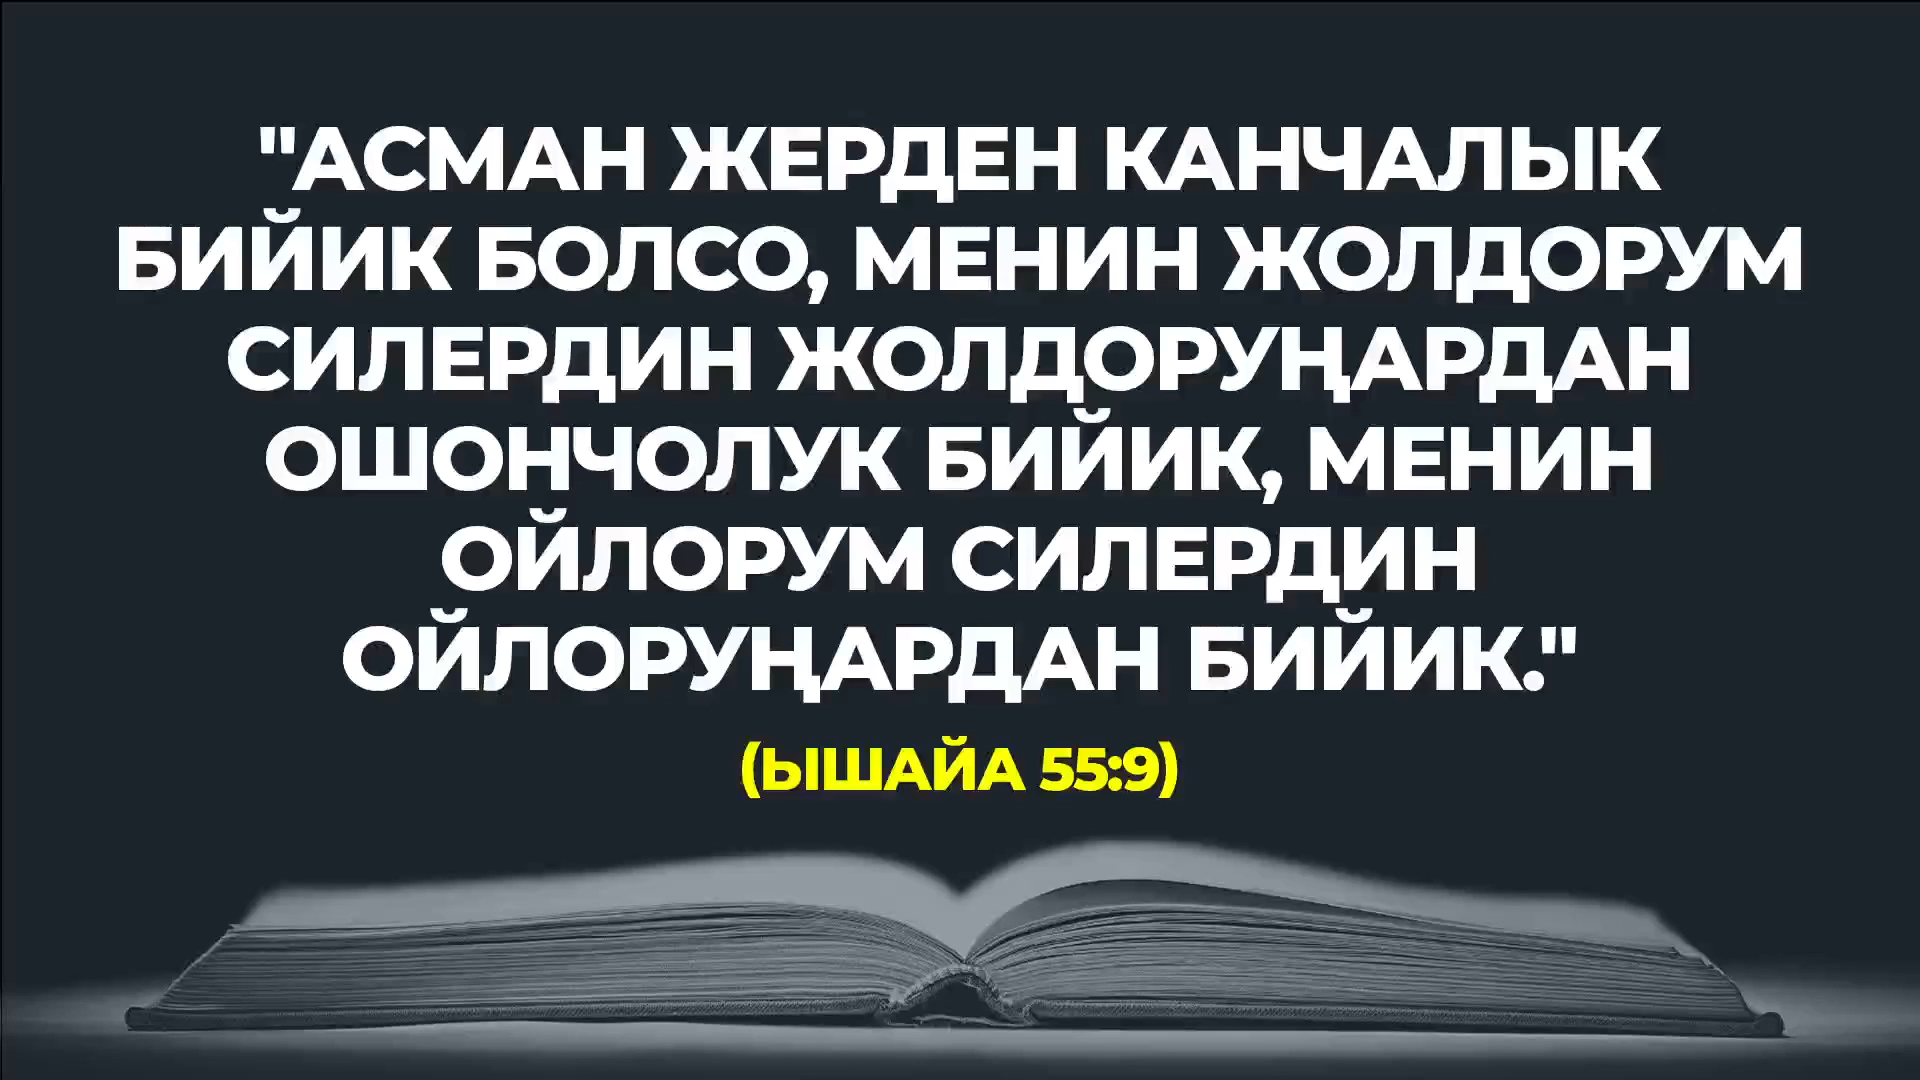 "АСМАН ЖЕРДЕН КАНЧАЛЫК
БИЙИК БОЛСО, МЕНИН ЖОЛДОРУМ
СИЛЕРДИН ЖОЛДОРУҢАРДАН
ОШОНЧОЛУК БИЙИК, МЕНИН
ОЙЛОРУМ СИЛЕРДИН
ОЙЛОРУҢАРДАН БИЙИК."
(ЫШАЙА 55:9)